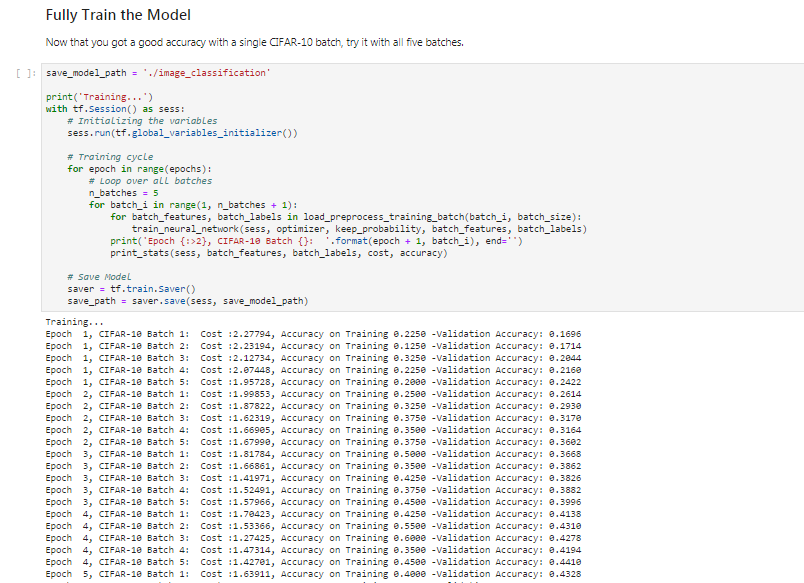 Fully Train the Model
Now that you got a good accuracy with a single CIFAR-10 batch, try it with all five batches.
[ ]: save_model_path = './image_classification'
print('Training...')
with tf.Session() as sess:
# Initializing the variables
sess.run(tf.global_variables_initializer())
# Training cycle
for epoch in range(epochs):
# Loop over all batches
n_batches = 5
for batch_i in range(1, n_batches + 1):
for batch_features, batch_labels in load_preprocess_training_batch(batch_i, batch_size):
train_neural_network(sess, optimizer, keep_probability, batch_features, batch_labels)
print('Epoch {:>2}, CIFAR-10 Batch {}:  '.format(epoch + 1, batch_i), end='')
print_stats(sess, batch_features, batch_labels, cost, accuracy)
# Save Model
saver = tf.train.Saver()
save_path = saver.save(sess, save_model_path)
Training...
Epoch  1, CIFAR-10 Batch 1:  Cost :2.27794, Accuracy on Training 0.2250 -Validation Accuracy: 0.1696
Epoch  1, CIFAR-10 Batch 2:  Cost :2.23194, Accuracy on Training 0.1250 -Validation Accuracy: 0.1714
Epoch  1, CIFAR-10 Batch 3:  Cost :2.12734, Accuracy on Training 0.3250 -Validation Accuracy: 0.2044
Epoch  1, CIFAR-10 Batch 4:  Cost :2.07448, Accuracy on Training 0.2250 -Validation Accuracy: 0.2160
Epoch  1, CIFAR-10 Batch 5:  Cost :1.95728, Accuracy on Training 0.2000 -Validation Accuracy: 0.2422
Epoch  2, CIFAR-10 Batch 1:  Cost :1.99853, Accuracy on Training 0.2500 -Validation Accuracy: 0.2614
Epoch  2, CIFAR-10 Batch 2:  Cost :1.87822, Accuracy on Training 0.3250 -Validation Accuracy: 0.2930
Epoch  2, CIFAR-10 Batch 3:  Cost :1.62319, Accuracy on Training 0.3750 -Validation Accuracy: 0.3170
Epoch  2, CIFAR-10 Batch 4:  Cost :1.66905, Accuracy on Training 0.3500 -Validation Accuracy: 0.3164
Epoch  2, CIFAR-10 Batch 5:  Cost :1.67990, Accuracy on Training 0.3750 -Validation Accuracy: 0.3602
Epoch  3, CIFAR-10 Batch 1:  Cost :1.81784, Accuracy on Training 0.5000 -Validation Accuracy: 0.3668
Epoch  3, CIFAR-10 Batch 2:  Cost :1.66861, Accuracy on Training 0.3500 -Validation Accuracy: 0.3862
Epoch  3, CIFAR-10 Batch 3:  Cost :1.41971, Accuracy on Training 0.4250 -Validation Accuracy: 0.3826
Epoch  3, CIFAR-10 Batch 4:  Cost :1.52491, Accuracy on Training 0.3750 -Validation Accuracy: 0.3882
Epoch  3, CIFAR-10 Batch 5:  Cost :1.57966, Accuracy on Training 0.4500 -Validation Accuracy: 0.3996
Epoch  4, CIFAR-10 Batch 1:  Cost :1.70423, Accuracy on Training 0.4250 -Validation Accuracy: 0.4138
Epoch  4, CIFAR-10 Batch 2:  Cost :1.53366, Accuracy on Training 0.5500 -Validation Accuracy: 0.4310
Epoch  4, CIFAR-10 Batch 3:  Cost :1.27425, Accuracy on Training 0.6000 -Validation Accuracy: 0.4278
Epoch  4, CIFAR-10 Batch 4:  Cost :1.47314, Accuracy on Training 0.3500 -Validation Accuracy: 0.4194
Epoch  4, CIFAR-10 Batch 5:  Cost :1.42701, Accuracy on Training 0.4500 -Validation Accuracy: 0.4410
Epoch  5, CIFAR-10 Batch 1:  Cost :1.63911, Accuracy on Training 0.4000 -Validation Accuracy: 0.4328